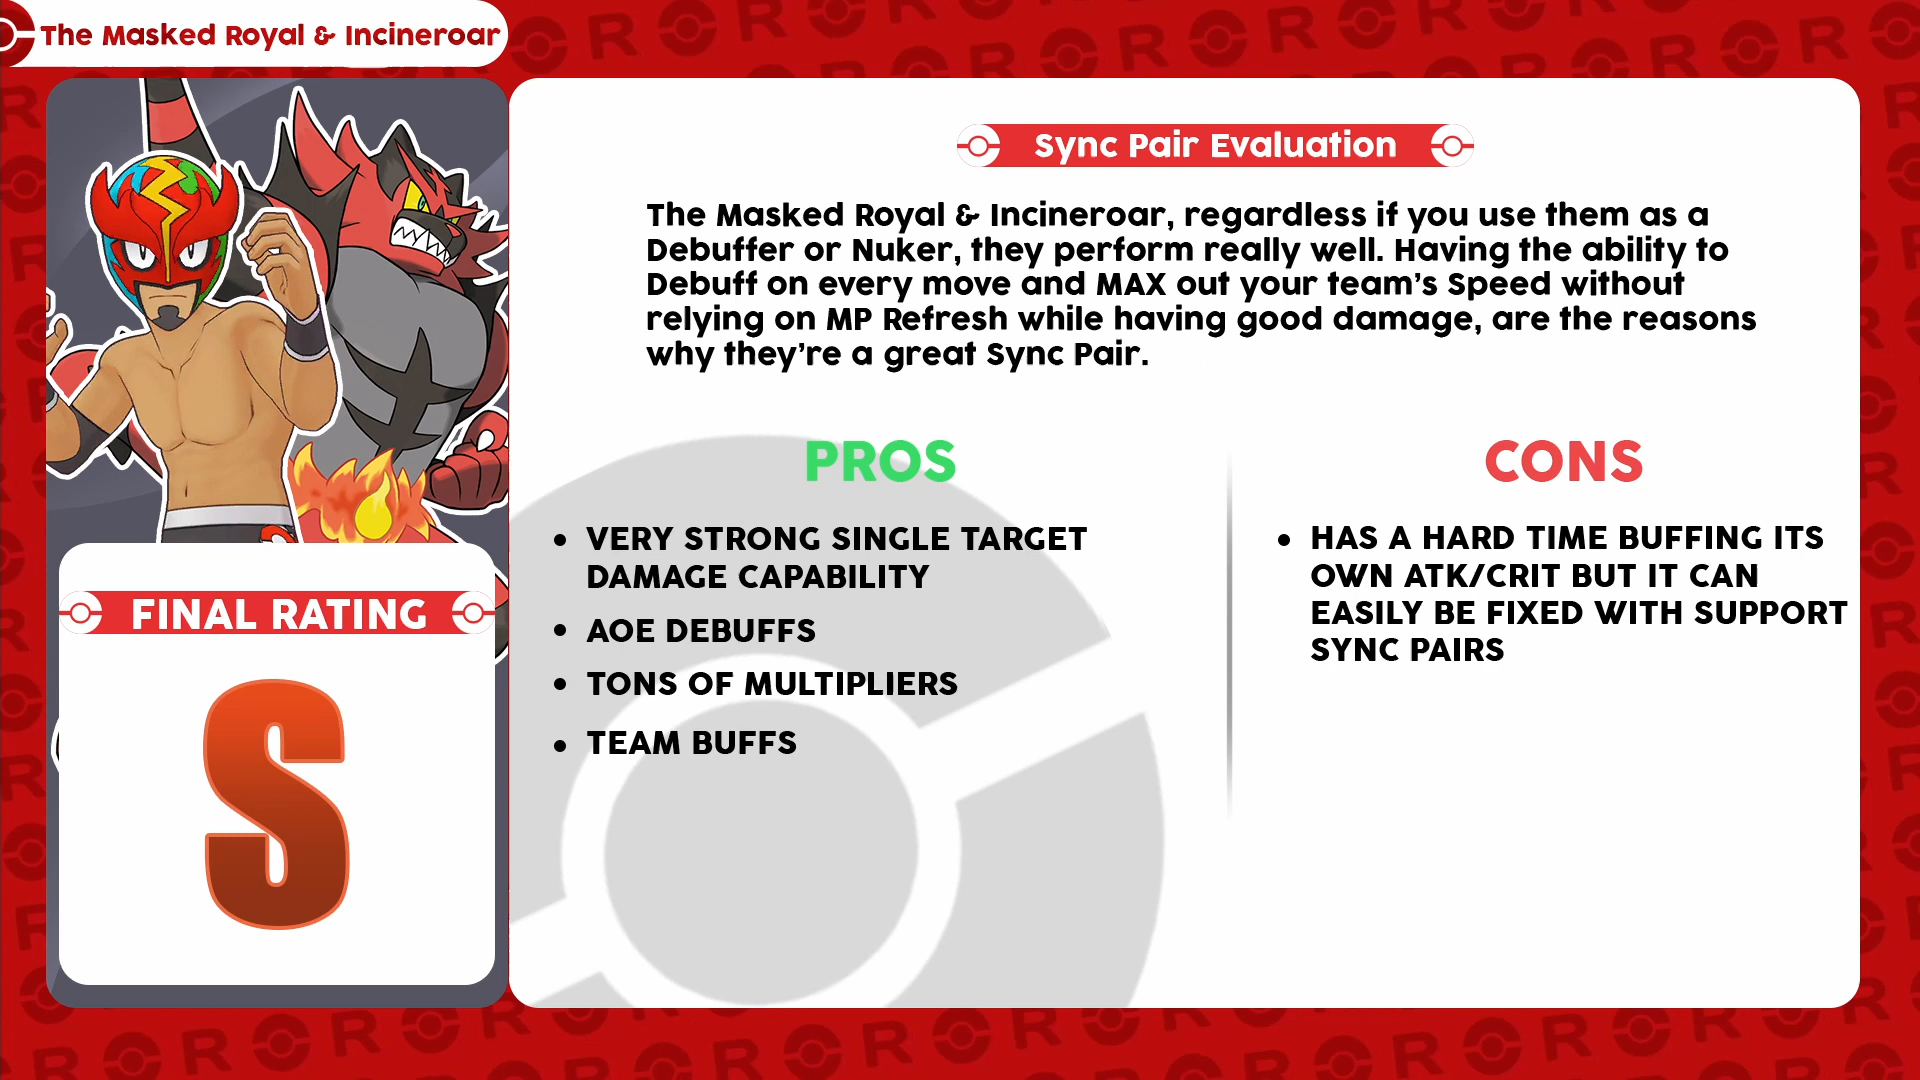 The Masked Royal & Incineroar
Sync Pair Evaluation
The Masked Royal & Incineroar, regardless if you use them as a
Debuffer or Nuker, they perform really well. Having the ability to
Debuff on every move and MAX out your team's Speed without
relying on MP Refresh while having good damage, are the reasons
why they're a great Sync Pair.
PROS
• VERY STRONG SINGLE TARGET
DAMAGE CAPABILITY
• AOE DEBUFFS
• TONS OF MULTIPLIERS
• TEAM BUFFS
CONS
• HAS A HARD TIME BUFFING ITS
OWN ATK/CRIT BUT IT CAN
EASILY BE FIXED WITH SUPPORT
SYNC PAIRS
FINAL RATING
S